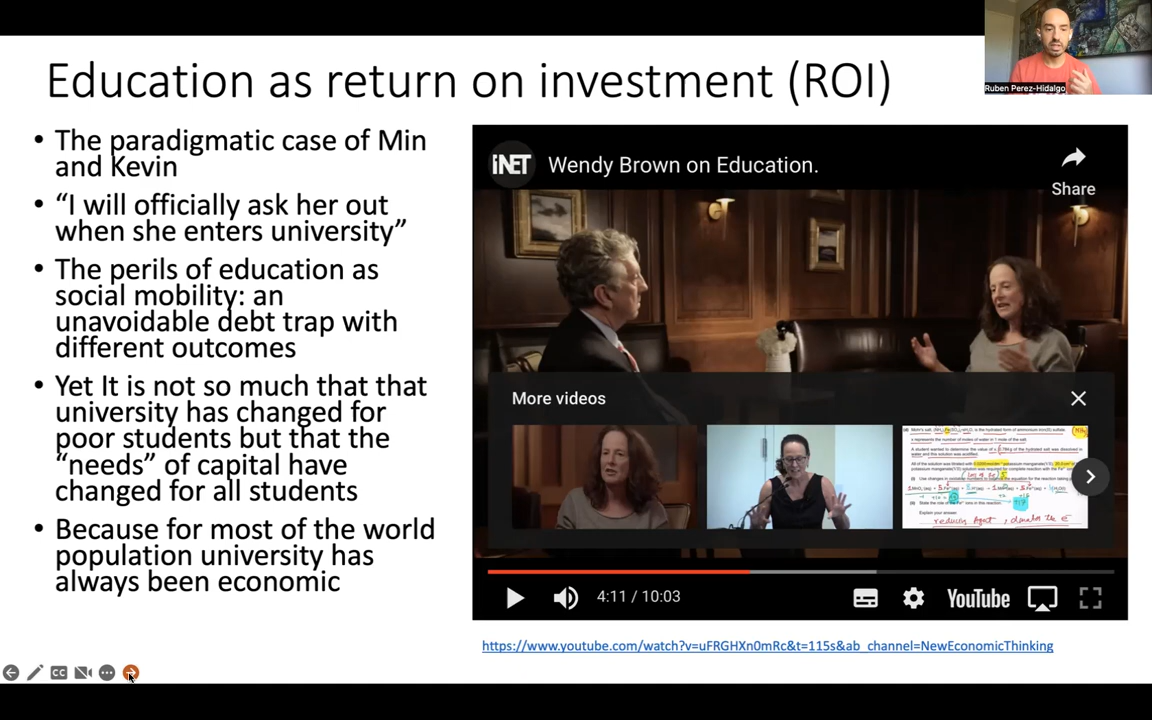 Education as return on investment (ROI)
Ruben Perez-Hidalgo
• The paradigmatic case of Min
and Kevin
• “I will officially ask her out
when she enters university”
• The perils of education as
social mobility: an
unavoidable debt trap with
different outcomes
• Yet It is not so much that that
university has changed for
poor students but that the
“needs” of capital have
changed for all students
• Because for most of the world
population university has
always been economic
iNET
Wendy Brown on Education.
Share
More videos
reducing Agent, donates the e
4:11 / 10:03
YouTube
https://www.youtube.com/watch?v=uFRGHXn0mRc&t=115s&ab_channel=NewEconomicThinking
CC